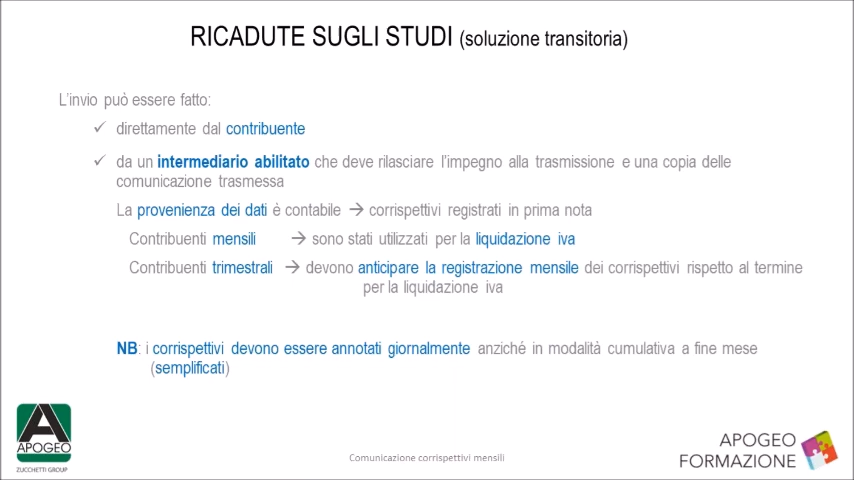 RICADUTE SUGLI STUDI (soluzione transitoria)
L'invio può essere fatto:
✓ direttamente dal contribuente
✓ da un intermediario abilitato che deve rilasciare l'impegno alla trasmissione e una copia delle
comunicazione trasmessa
La provenienza dei dati è contabile → corrispettivi registrati in prima nota
Contribuenti mensili → sono stati utilizzati per la liquidazione iva
Contribuenti trimestrali → devono anticipare la registrazione mensile dei corrispettivi rispetto al termine
per la liquidazione iva
NB: i corrispettivi devono essere annotati giornalmente anziché in modalità cumulativa a fine mese
(semplificati)
A
APOGEO
ZUCCHETTI GROUP
Comunicazione corrispettivi mensili
APOGEO
FORMAZIONE